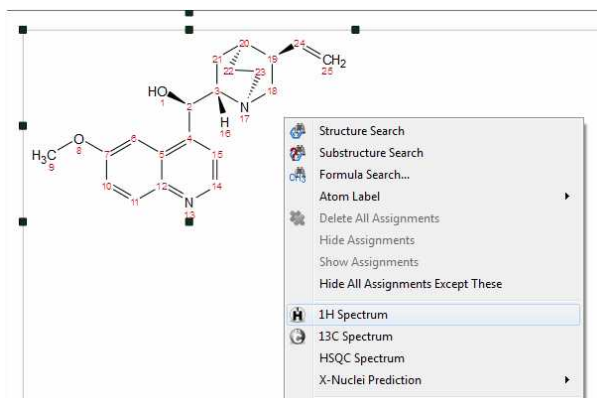 20
24
19
CH2
25
21
22
23
3
18
HO
1
2
N
17
H
16
O
8
6
4
H3C
9
7
5
15
10
12
14
11
N
13
Structure Search
Substructure Search
CH3
Formula Search...
Atom Label
Delete All Assignments
Hide Assignments
Show Assignments
Hide All Assignments Except These
H
1H Spectrum
C
13C Spectrum
HSQC Spectrum
X-Nuclei Prediction